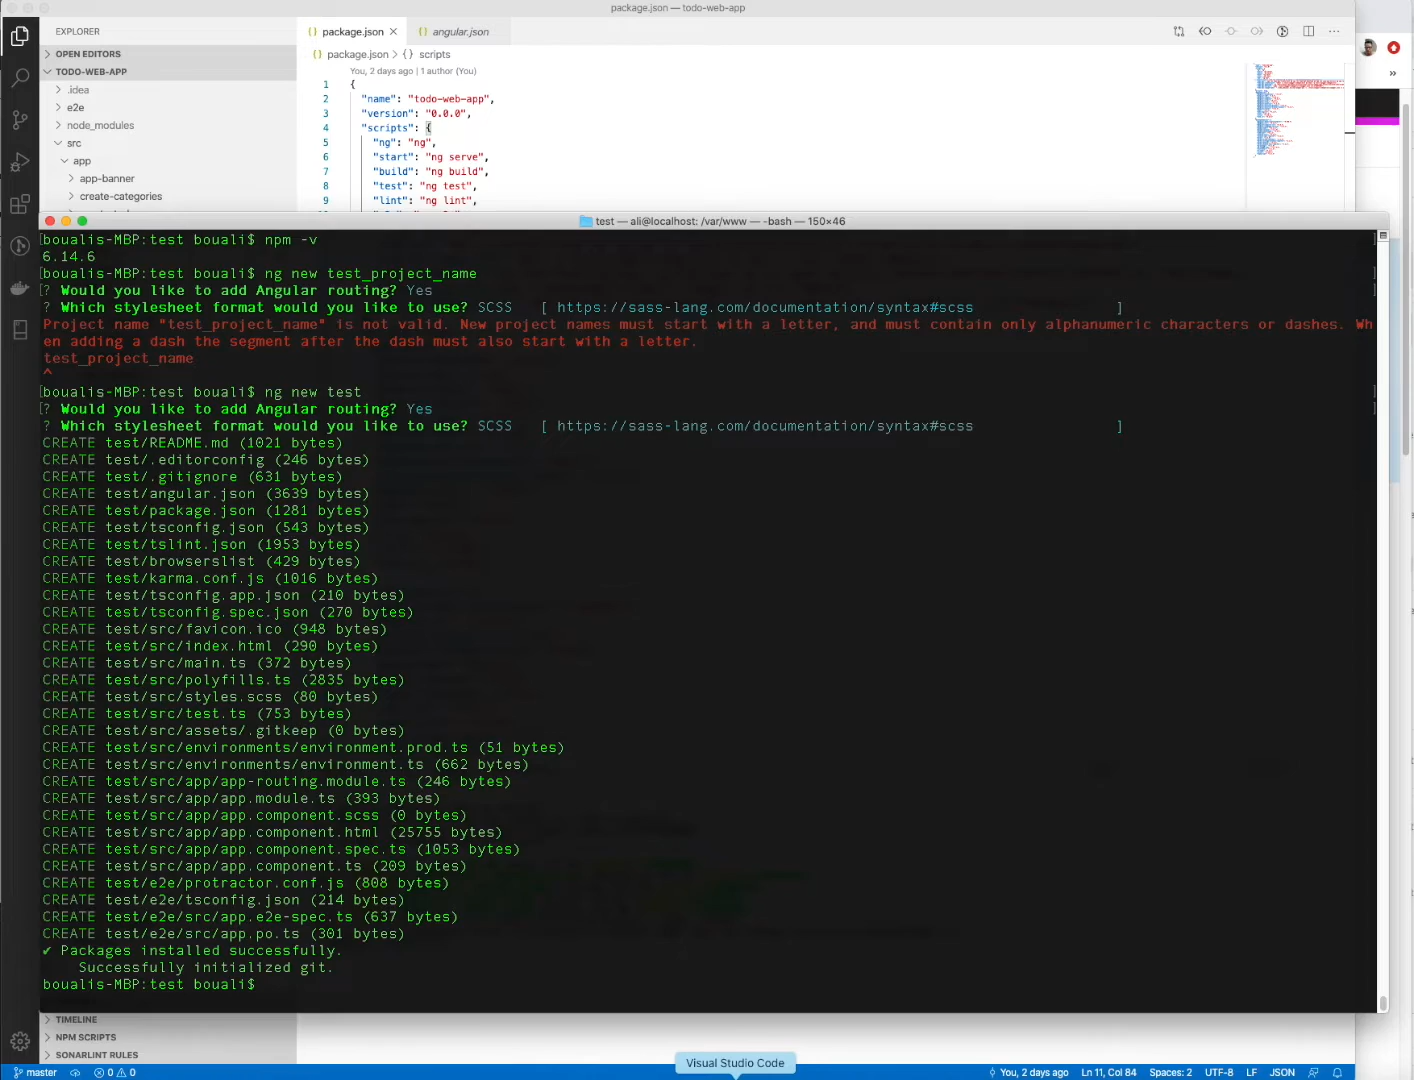 package.json — todo-web-app
EXPLORER
package.json
angular.json
OPEN EDITORS
package.json > {} scripts
TODO-WEB-APP
You, 2 days ago | 1 author (You)
.idea
1 {
e2e
2 "name": "todo-web-app",
3 "version": "0.0.0",
node_modules
4 "scripts": {
src
5 "ng": "ng",
app
6 "start": "ng serve",
7 "build": "ng build",
app-banner
8 "test": "ng test",
create-categories
9 "lint": "ng lint",
test — ali@localhost: /var/www — -bash — 150×46
[boualis-MBP:test bouali$ npm -v ]
6.14.6
[boualis-MBP:test bouali$ ng new test_project_name ]
[? Would you like to add Angular routing? Yes ]
? Which stylesheet format would you like to use? SCSS [ https://sass-lang.com/documentation/syntax#scss ]
Project name "test_project_name" is not valid. New project names must start with a letter, and must contain only alphanumeric characters or dashes. Wh
en adding a dash the segment after the dash must also start with a letter.
test_project_name
^
[boualis-MBP:test bouali$ ng new test ]
[? Would you like to add Angular routing? Yes ]
? Which stylesheet format would you like to use? SCSS [ https://sass-lang.com/documentation/syntax#scss ]
CREATE test/README.md (1021 bytes)
CREATE test/.editorconfig (246 bytes)
CREATE test/.gitignore (631 bytes)
CREATE test/angular.json (3639 bytes)
CREATE test/package.json (1281 bytes)
CREATE test/tsconfig.json (543 bytes)
CREATE test/tslint.json (1953 bytes)
CREATE test/browserslist (429 bytes)
CREATE test/karma.conf.js (1016 bytes)
CREATE test/tsconfig.app.json (210 bytes)
CREATE test/tsconfig.spec.json (270 bytes)
CREATE test/src/favicon.ico (948 bytes)
CREATE test/src/index.html (290 bytes)
CREATE test/src/main.ts (372 bytes)
CREATE test/src/polyfills.ts (2835 bytes)
CREATE test/src/styles.scss (80 bytes)
CREATE test/src/test.ts (753 bytes)
CREATE test/src/assets/.gitkeep (0 bytes)
CREATE test/src/environments/environment.prod.ts (51 bytes)
CREATE test/src/environments/environment.ts (662 bytes)
CREATE test/src/app/app-routing.module.ts (246 bytes)
CREATE test/src/app/app.module.ts (393 bytes)
CREATE test/src/app/app.component.scss (0 bytes)
CREATE test/src/app/app.component.html (25755 bytes)
CREATE test/src/app/app.component.spec.ts (1053 bytes)
CREATE test/src/app/app.component.ts (209 bytes)
CREATE test/e2e/protractor.conf.js (808 bytes)
CREATE test/e2e/tsconfig.json (214 bytes)
CREATE test/e2e/src/app.e2e-spec.ts (637 bytes)
CREATE test/e2e/src/app.po.ts (301 bytes)
✔ Packages installed successfully.
Successfully initialized git.
boualis-MBP:test bouali$
TIMELINE
NPM SCRIPTS
SONARLINT RULES
Visual Studio Code
master 0 0 You, 2 days ago Ln 11, Col 84 Spaces: 2 UTF-8 LF JSON